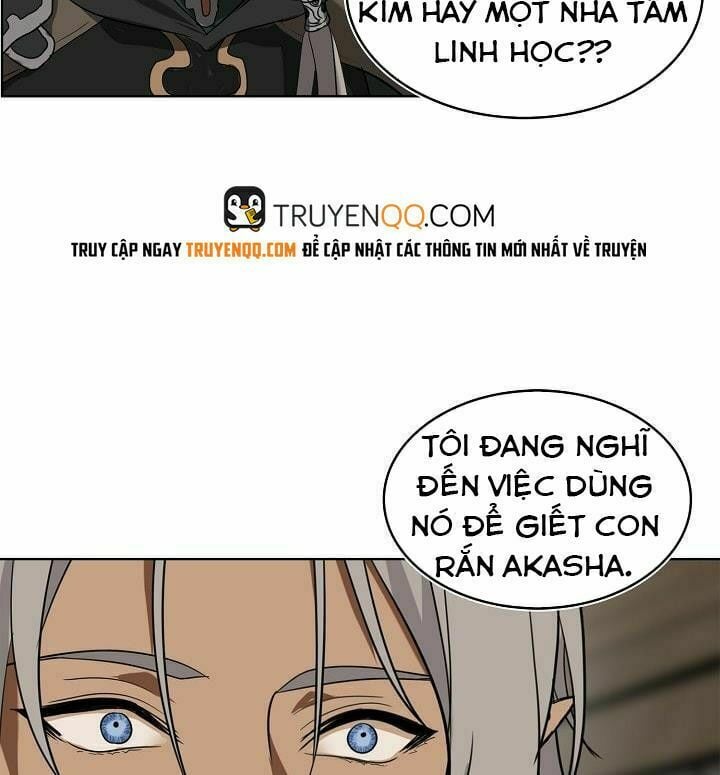 KIM HAY MỘT NHÀ TÂM
LINH HỌC??
TRUYENQQ.COM
TRUY CẬP NGAY TRUYENQQ.COM ĐỂ CẬP NHẬT CÁC THÔNG TIN MỚI NHẤT VỀ TRUYỆN
TÔI ĐANG NGHĨ
ĐẾN VIỆC DÙNG
NÓ ĐỂ GIẾT CON
RẮN AKASHA.